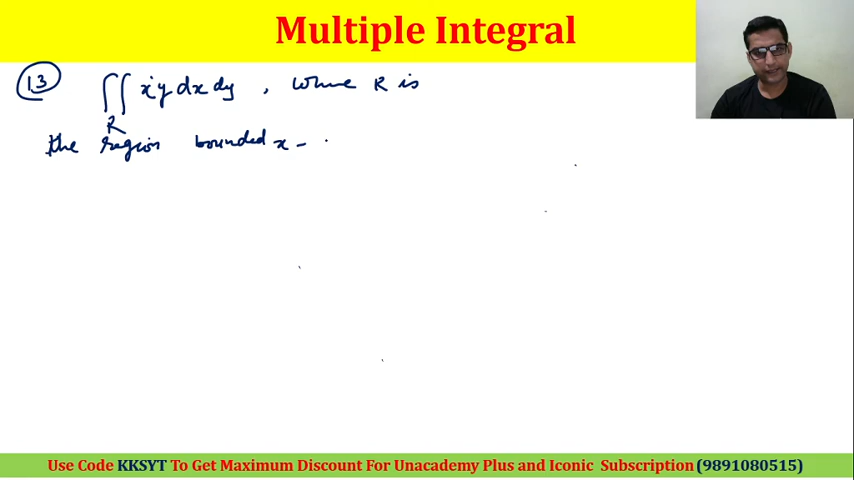 Multiple Integral
13 ∬ xy dx dy , where R is
R
the region bounded x -
Use Code KKSYT To Get Maximum Discount For Unacademy Plus and Iconic Subscription (9891080515)